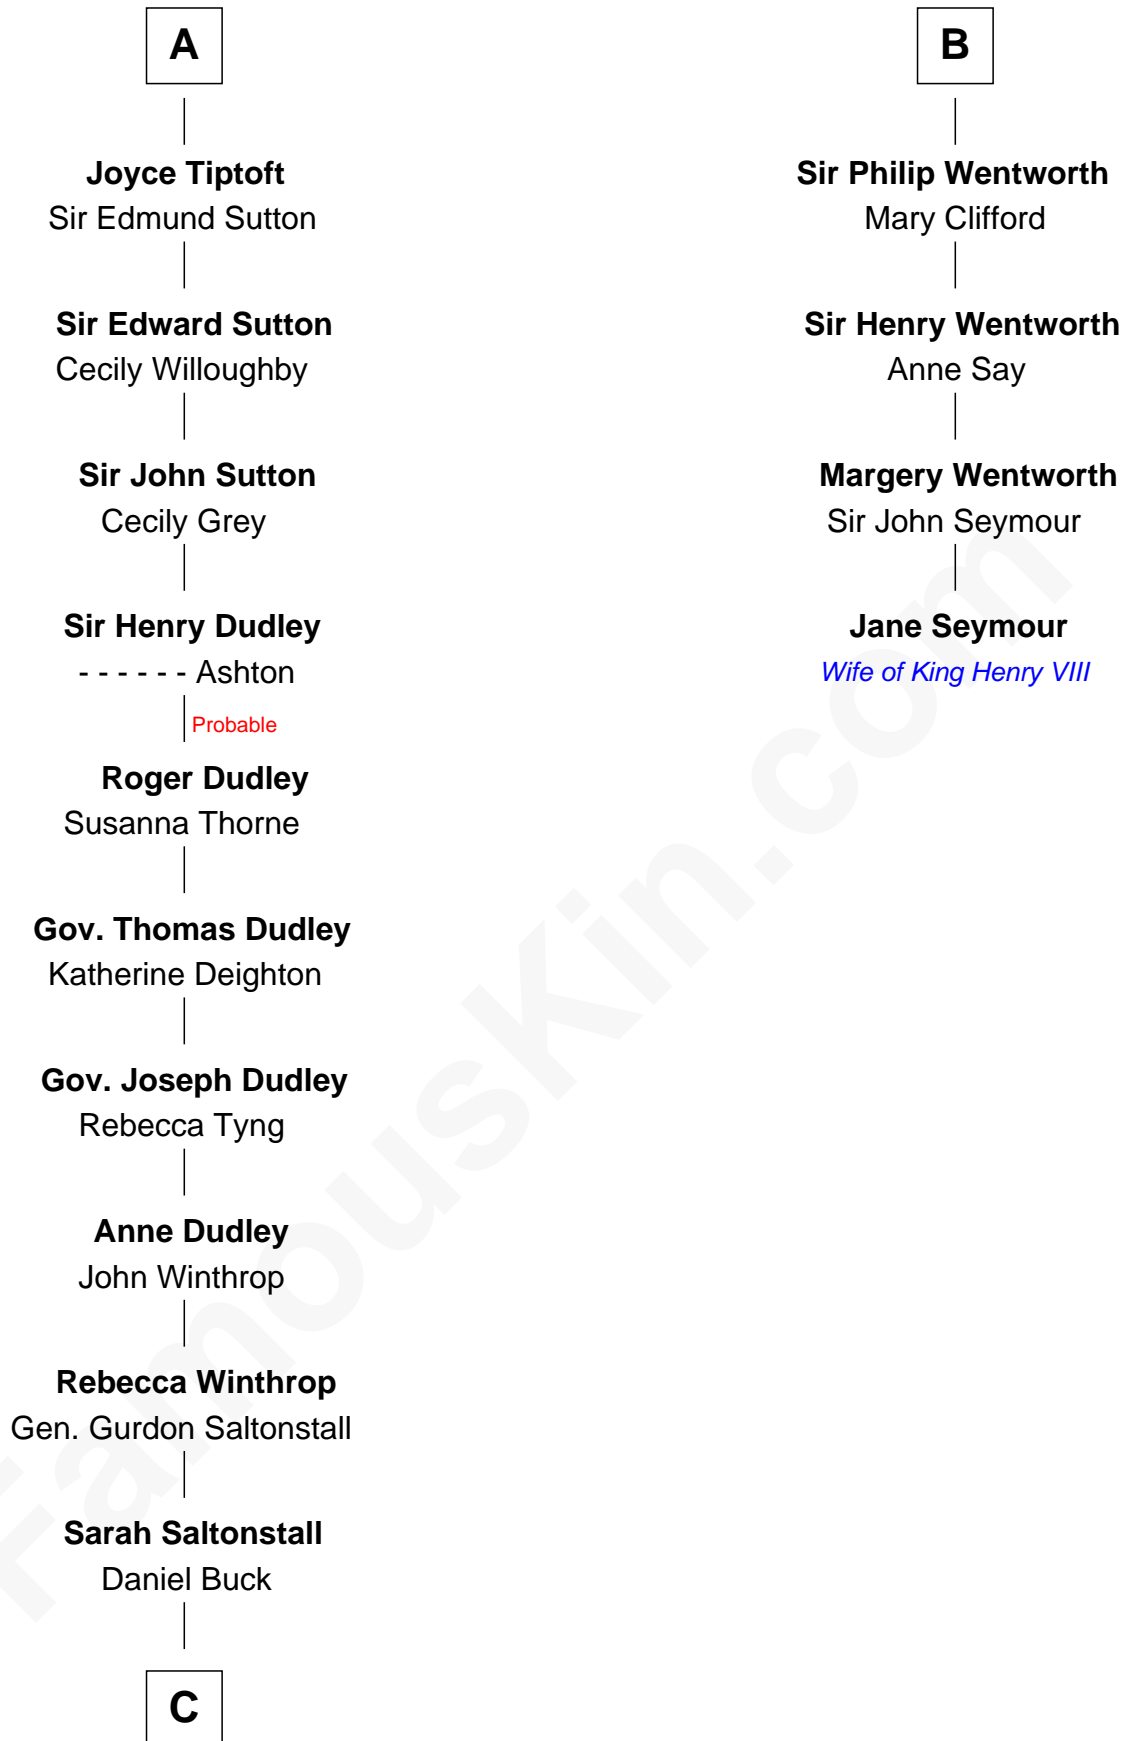 A
Joyce Tiptoft
Sir Edmund Sutton
Sir Edward Sutton
Cecily Willoughby
Sir John Sutton
Cecily Grey
Sir Henry Dudley
- - - - - - Ashton
Probable
Roger Dudley
Susanna Thorne
Gov. Thomas Dudley
Katherine Deighton
Gov. Joseph Dudley
Rebecca Tyng
Anne Dudley
John Winthrop
Rebecca Winthrop
Gen. Gurdon Saltonstall
Sarah Saltonstall
Daniel Buck
C
B
Sir Philip Wentworth
Mary Clifford
Sir Henry Wentworth
Anne Say
Margery Wentworth
Sir John Seymour
Jane Seymour
Wife of King Henry VIII
FamousKin.com